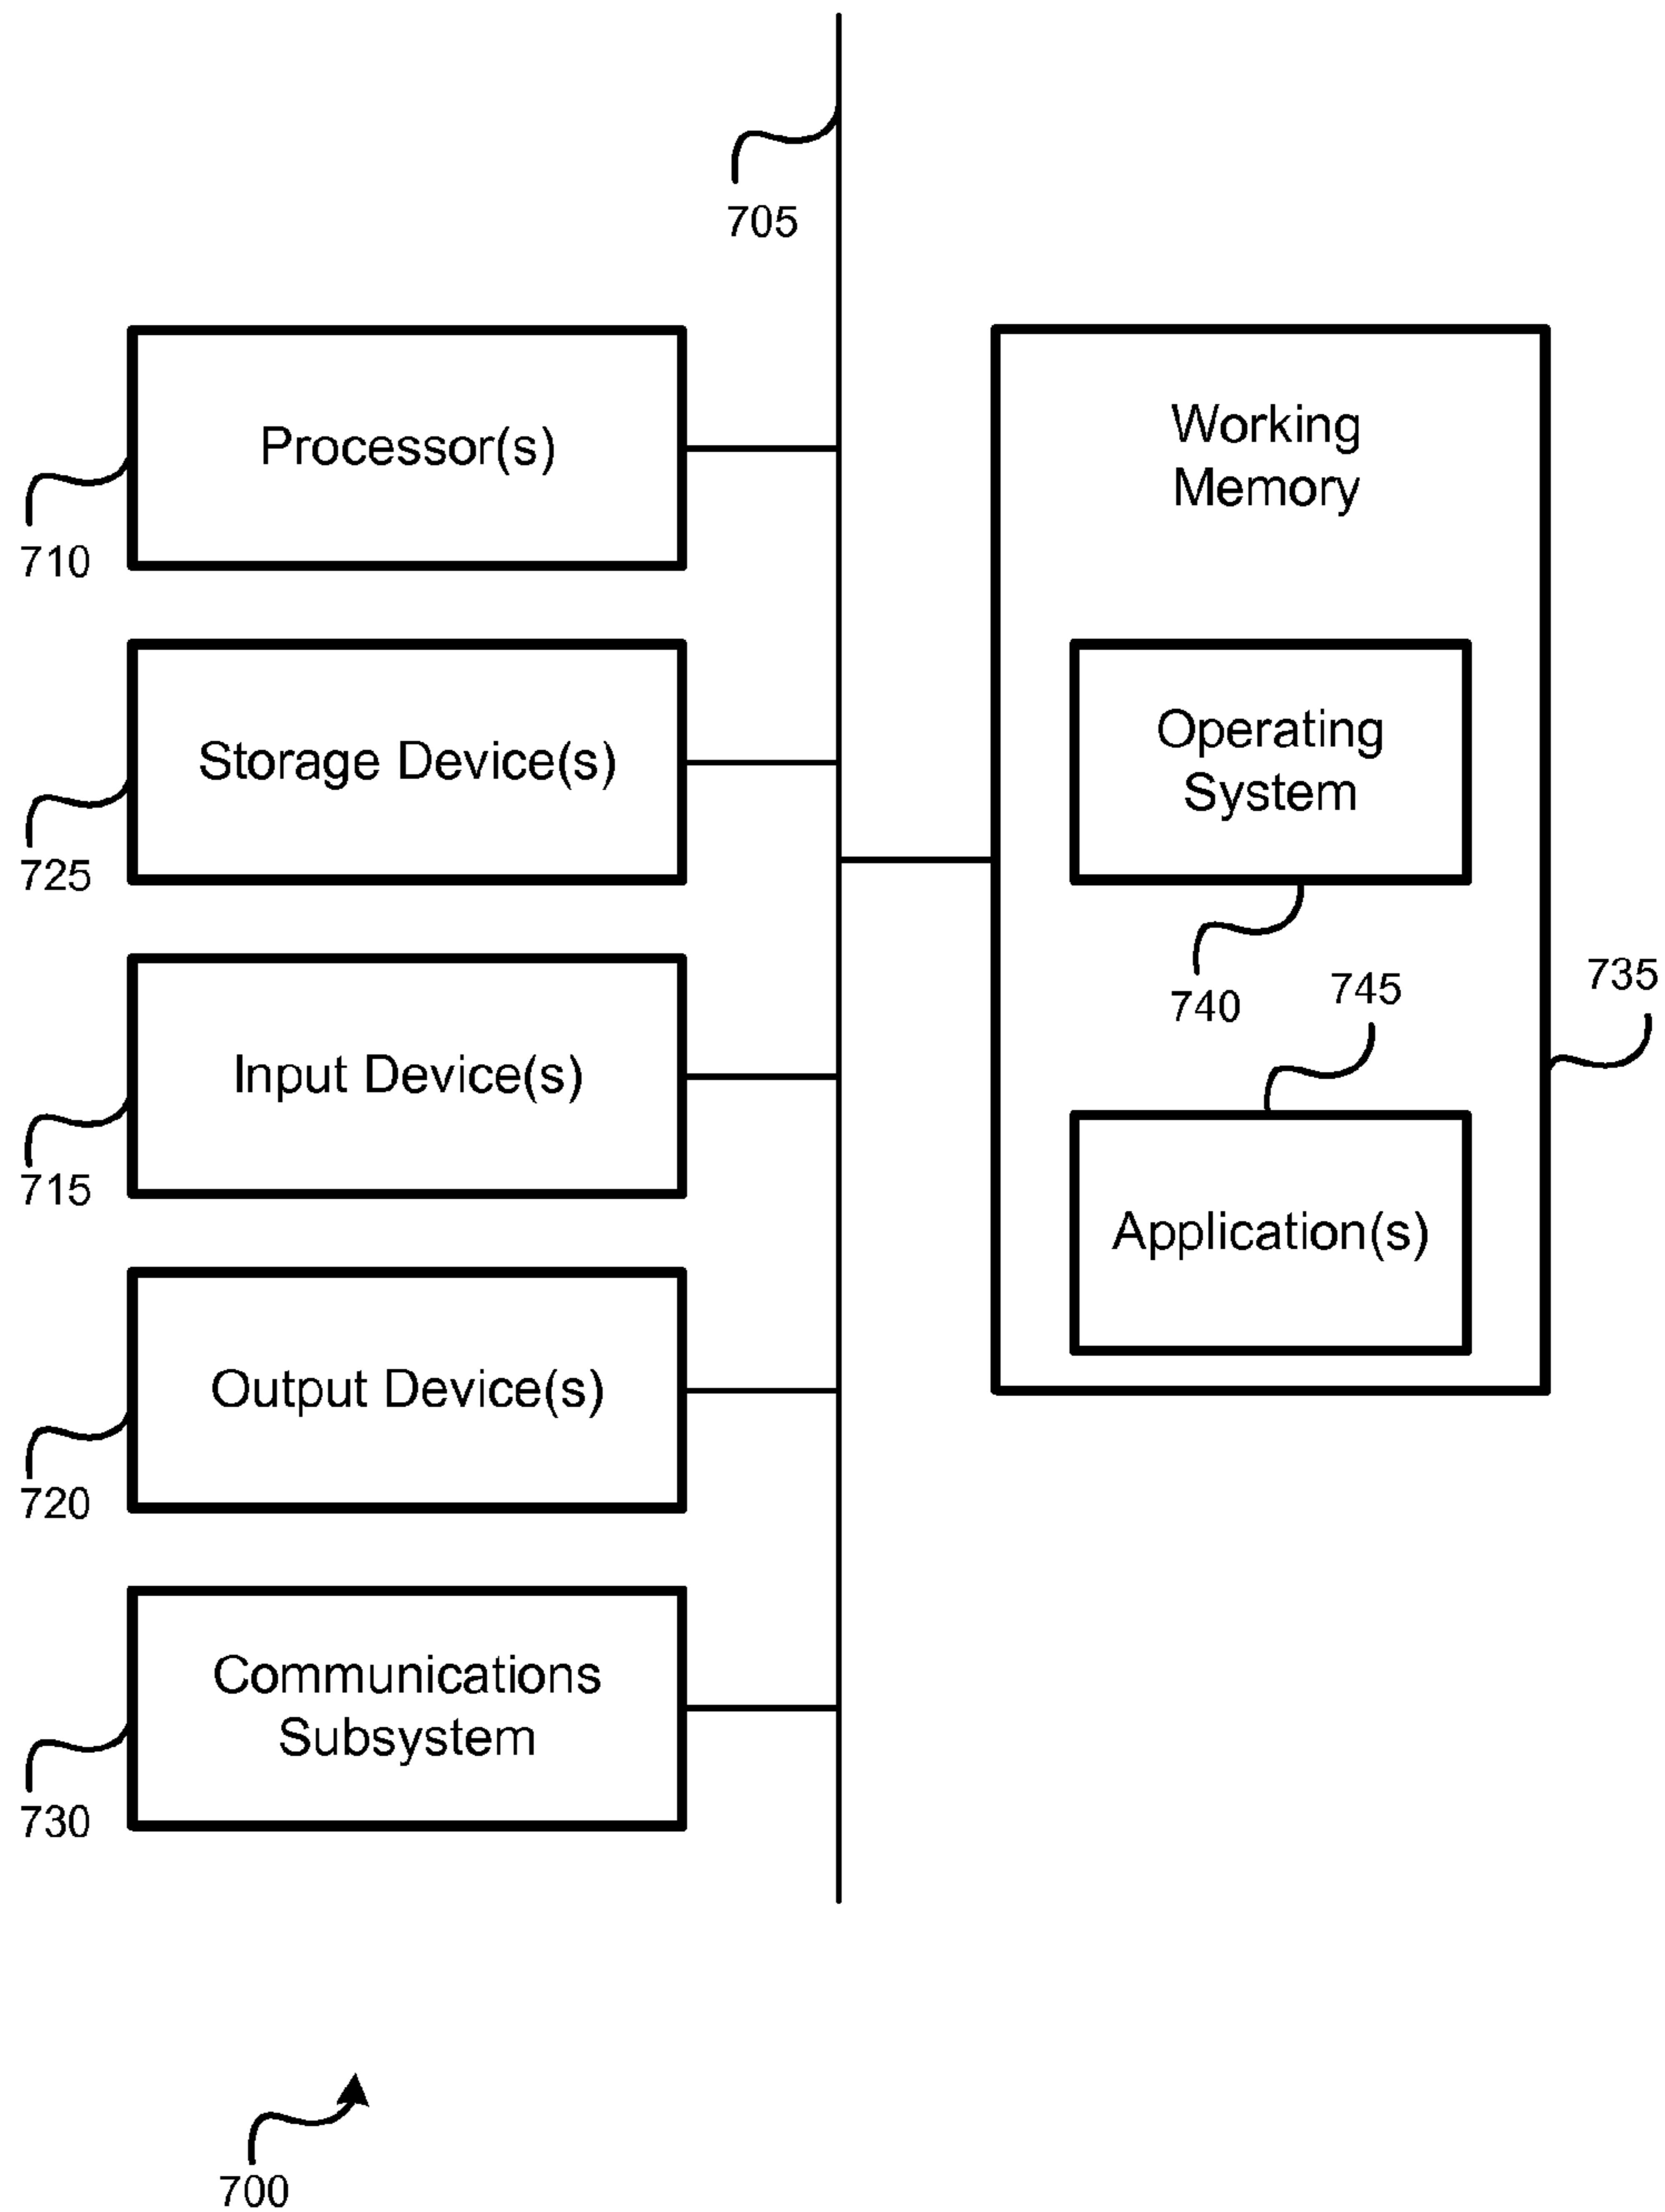 705
Processor(s)
710
Storage Device(s)
725
Input Device(s)
715
Output Device(s)
720
Communications
Subsystem
730
Working
Memory
Operating
System
740
745
735
Application(s)
700